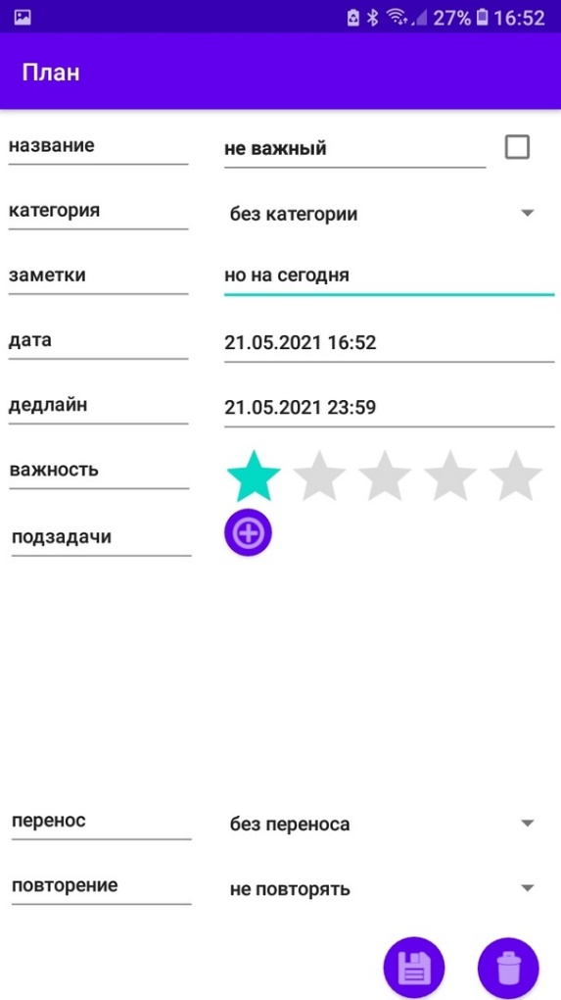 27% 16:52
План
название не важный
категория без категории
заметки но на сегодня
дата 21.05.2021 16:52
дедлайн 21.05.2021 23:59
важность
подзадачи
перенос без переноса
повторение не повторять